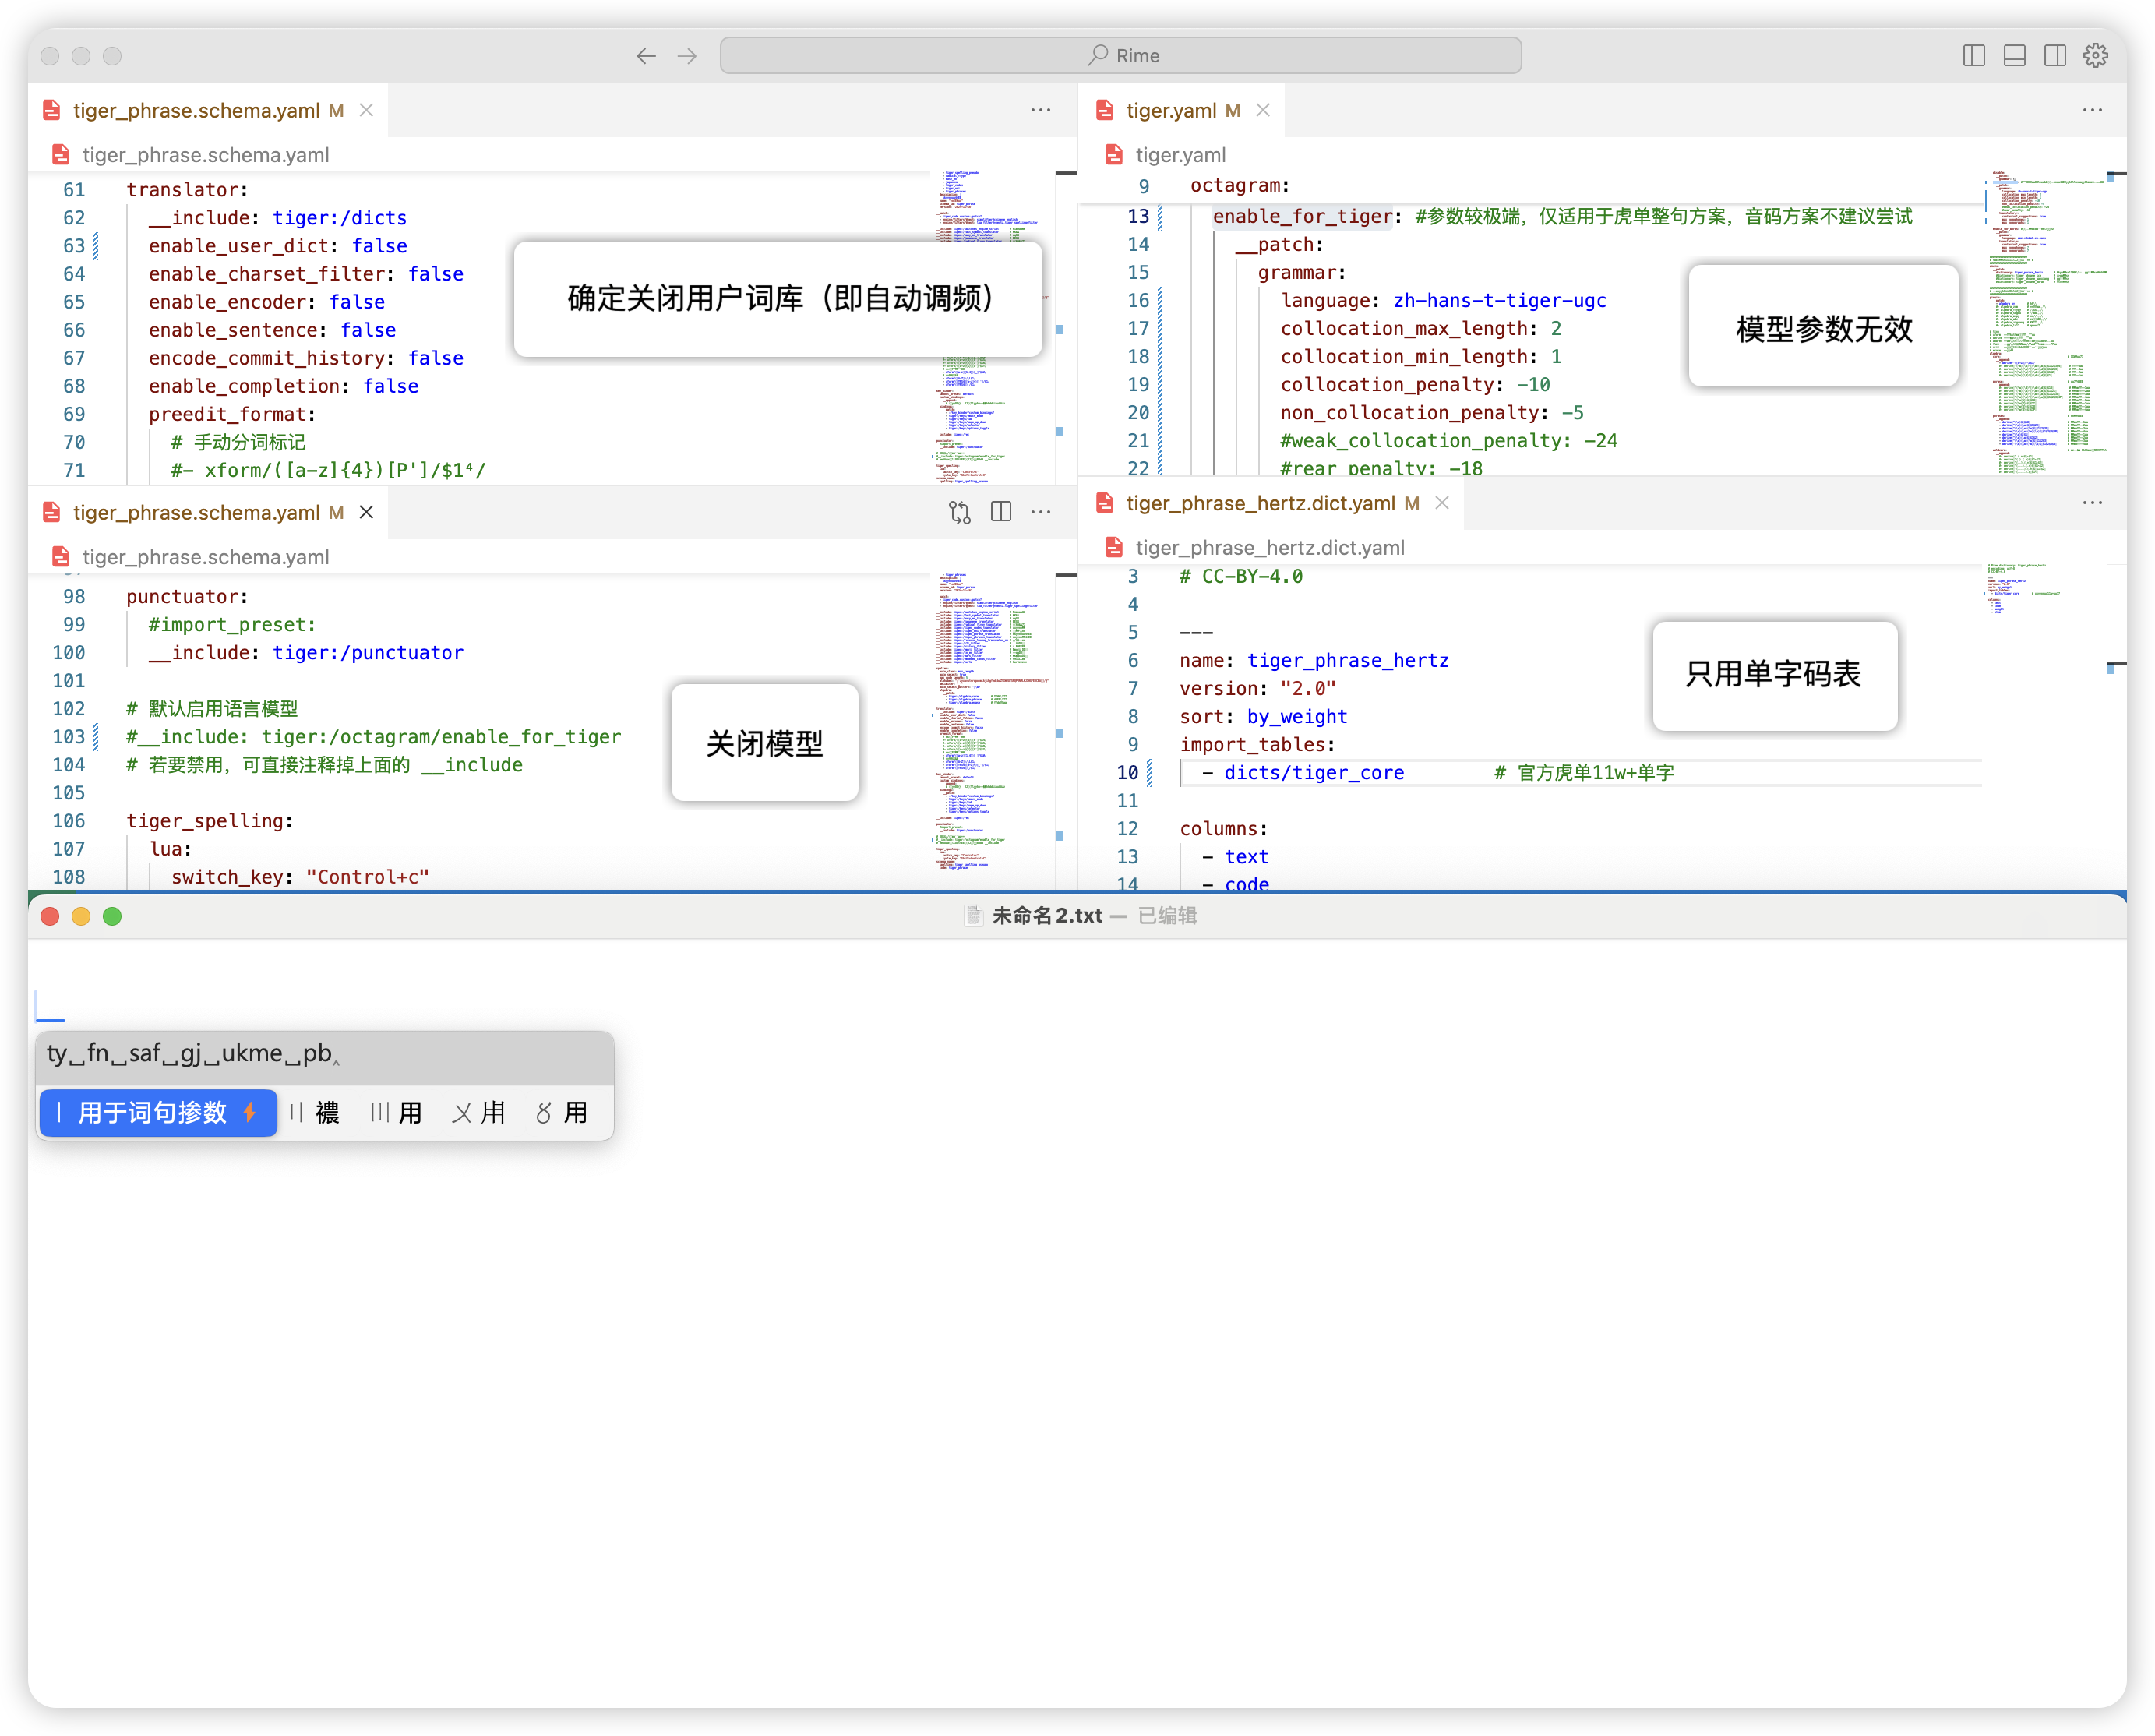 Rime
tiger_phrase.schema.yaml M
tiger_phrase.schema.yaml
61 translator:
62 __include: tiger:/dicts
63 enable_user_dict: false
64 enable_charset_filter: false
65 enable_encoder: false
66 enable_sentence: false
67 encode_commit_history: false
68 enable_completion: false
69 preedit_format:
70 # 手动分词标记
71 #- xform/([a-z]{4})[P']/$1⁴/
确定关闭用户词库（即自动调频）
tiger.yaml M
tiger.yaml
9 octagram:
13 enable_for_tiger: #参数较极端，仅适用于虎单整句方案，音码方案不建议尝试
14 __patch:
15 grammar:
16 language: zh-hans-t-tiger-ugc
17 collocation_max_length: 2
18 collocation_min_length: 1
19 collocation_penalty: -10
20 non_collocation_penalty: -5
21 #weak_collocation_penalty: -24
22 #rear_penalty: -18
模型参数无效
tiger_phrase.schema.yaml M
tiger_phrase.schema.yaml
98 punctuator:
99 #import_preset:
100 __include: tiger:/punctuator
101
102 # 默认启用语言模型
103 #__include: tiger:/octagram/enable_for_tiger
104 # 若要禁用，可直接注释掉上面的 __include
105
106 tiger_spelling:
107 lua:
108 switch_key: "Control+c"
关闭模型
tiger_phrase_hertz.dict.yaml M
tiger_phrase_hertz.dict.yaml
3 # CC-BY-4.0
4
5 ---
6 name: tiger_phrase_hertz
7 version: "2.0"
8 sort: by_weight
9 import_tables:
10 - dicts/tiger_core # 官方虎单11w+单字
11
12 columns:
13 - text
14 - code
只用单字码表
未命名 2.txt — 已编辑
ty␣fn␣saf␣gj␣ukme␣pb‸
〡 用于词句掺数 ⚡ 〢 襛 〣 用 〤 㽵 〥 用